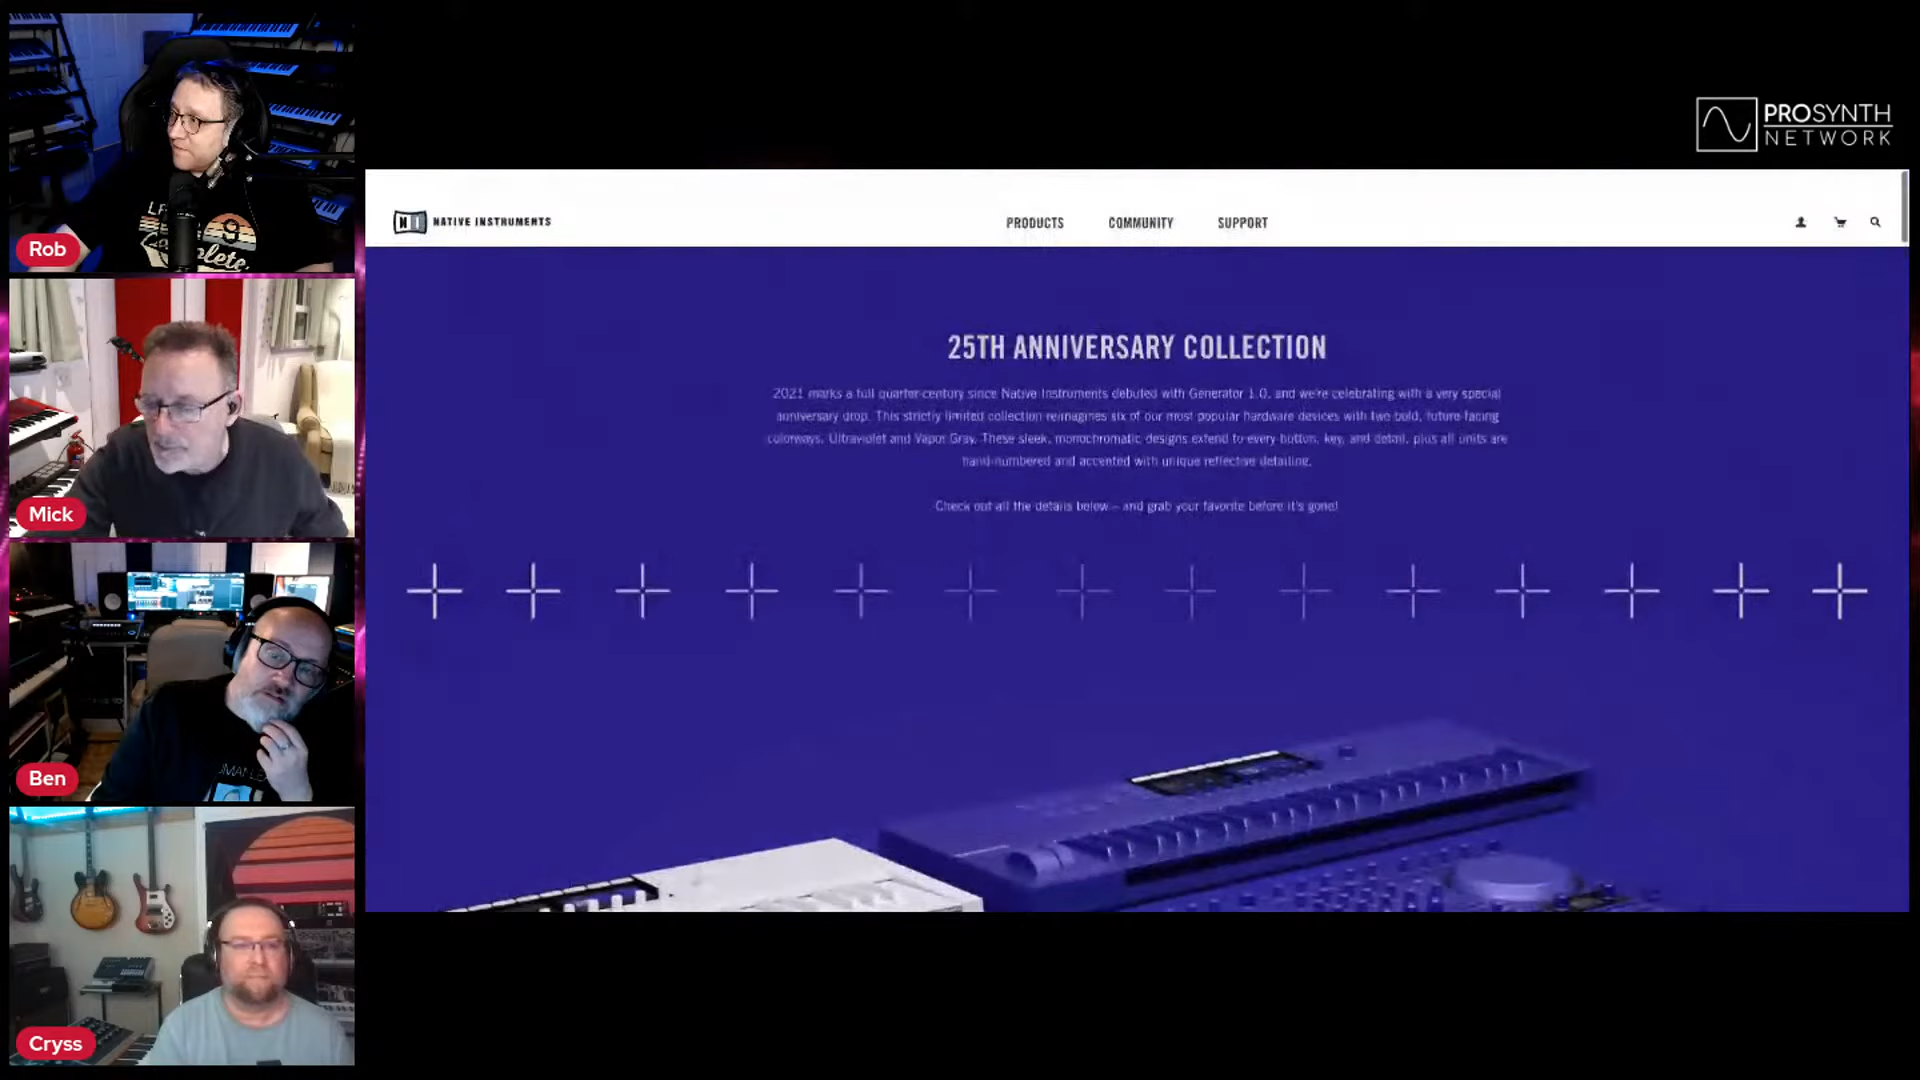 PROSYNTH
NETWORK
NATIVE INSTRUMENTS
PRODUCTS
COMMUNITY
SUPPORT
25TH ANNIVERSARY COLLECTION
2021 marks a full quarter-century since Native Instruments debuted with Generator 1.0, and we're celebrating with a very special
anniversary drop. This strictly limited collection reimagines six of our most popular hardware devices with two bold, future-facing
colorways, Ultraviolet and Vapor Gray. These sleek, monochromatic designs extend to every button, key, and detail, plus all units are
hand-numbered and accented with unique reflective detailing.
Check out all the details below – and grab your favorite before it's gone!
Rob
Mick
Ben
Cryss